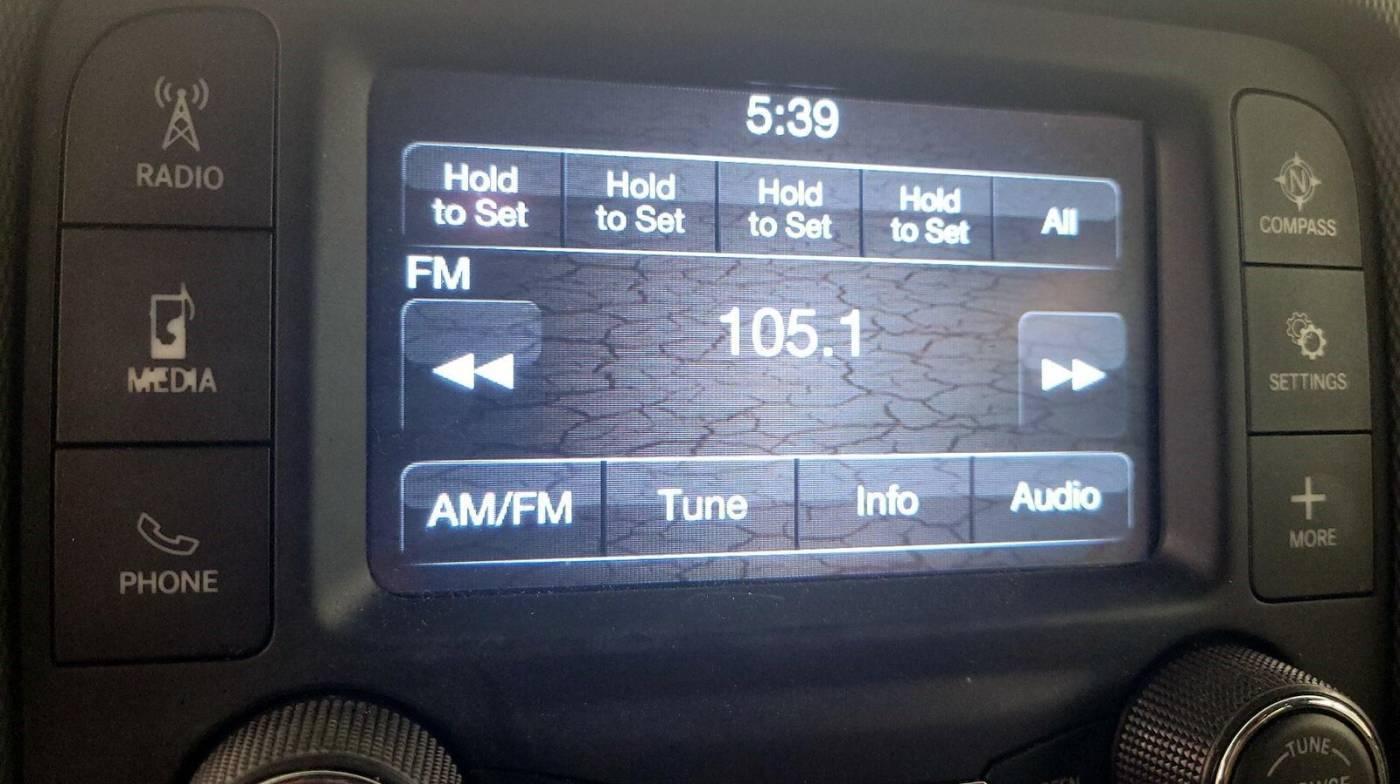 5:39
RADIO
Hold to Set
Hold to Set
Hold to Set
Hold to Set
All
N
COMPASS
FM
105.1
MEDIA
SETTINGS
AM/FM
Tune
Info
Audio
MORE
PHONE
TUNE